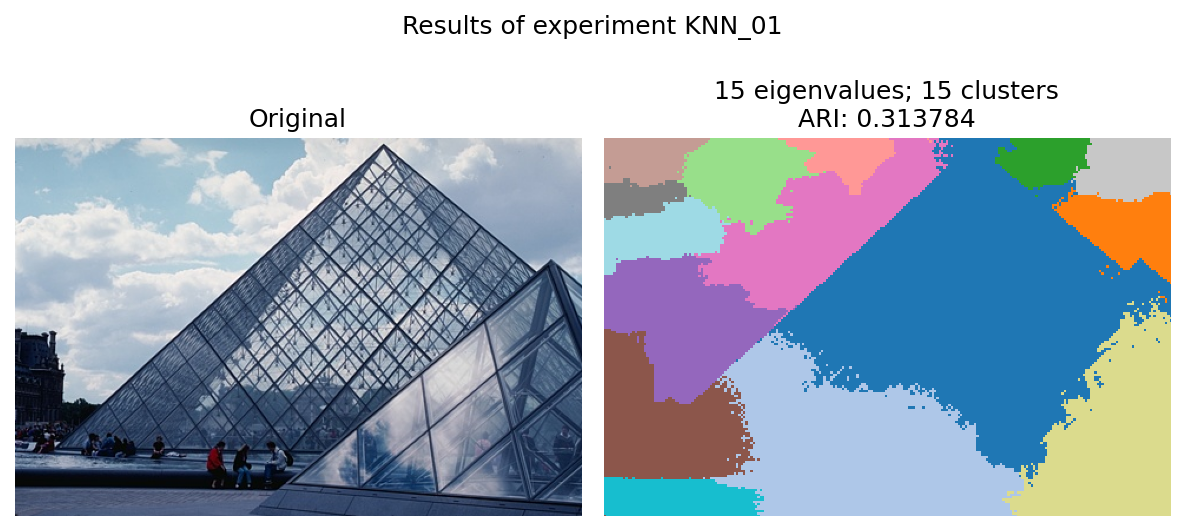 Results of experiment KNN_01
Original
15 eigenvalues; 15 clusters
ARI: 0.313784